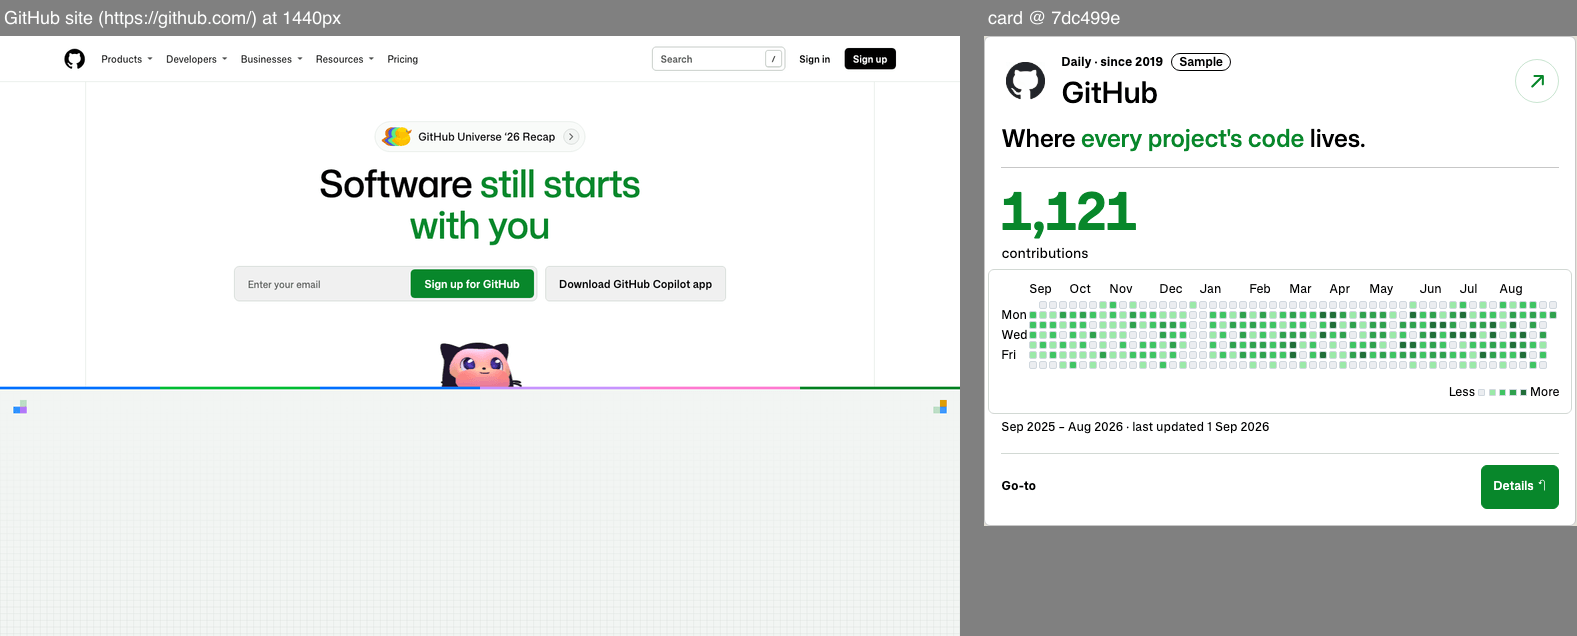 GitHub site (https://github.com/) at 1440px
Products
Developers
Businesses
Resources
Pricing
Search
/
Sign in
Sign up
GitHub Universe '26 Recap
Software still starts
with you
Enter your email
Sign up for GitHub
Download GitHub Copilot app
card @ 7dc499e
Daily · since 2019
Sample
GitHub
Where every project's code lives.
1,121
contributions
Sep Oct Nov Dec Jan Feb Mar Apr May Jun Jul Aug
Mon
Wed
Fri
Less
More
Sep 2025 – Aug 2026 · last updated 1 Sep 2026
Go-to
Details